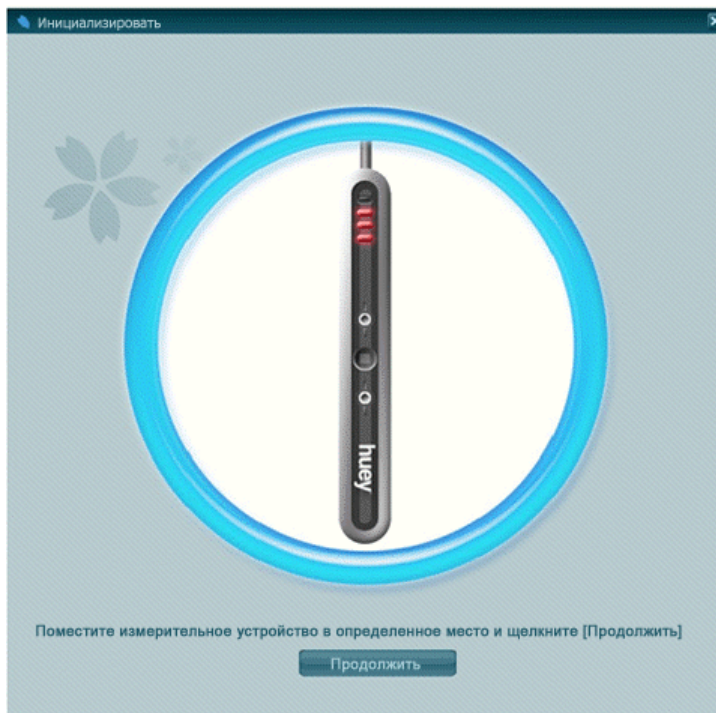 Инициализировать
huey
Поместите измерительное устройство в определенное место и щелкните [Продолжить]
Продолжить